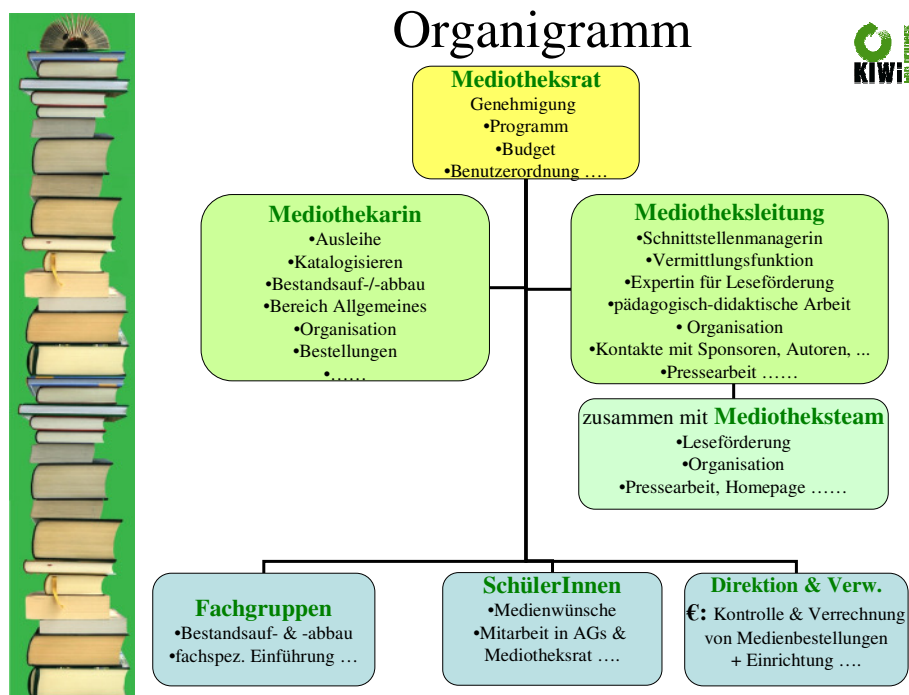 Organigramm
KIWi
Mediotheksrat
Genehmigung
•Programm
•Budget
•Benutzerordnung ….
Mediothekarin
•Ausleihe
•Katalogisieren
•Bestandsauf-/-abbau
•Bereich Allgemeines
•Organisation
•Bestellungen
•……
Mediotheksleitung
•Schnittstellenmanagerin
•Vermittlungsfunktion
•Expertin für Leseförderung
•pädagogisch-didaktische Arbeit
• Organisation
•Kontakte mit Sponsoren, Autoren, ...
•Pressearbeit ……
zusammen mit Mediotheksteam
•Leseförderung
•Organisation
•Pressearbeit, Homepage ……
Fachgruppen
•Bestandsauf- & -abbau
•fachspez. Einführung …
SchülerInnen
•Medienwünsche
•Mitarbeit in AGs &
Mediotheksrat ….
Direktion & Verw.
€: Kontrolle & Verrechnung
von Medienbestellungen
+ Einrichtung ….